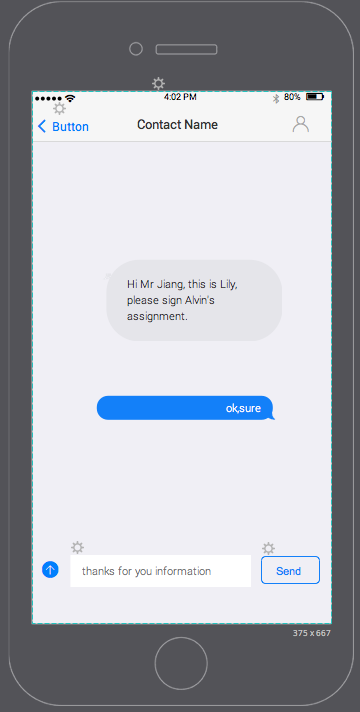 4:02 PM
80%
Button
Contact Name
Hi Mr Jiang, this is Lily,
please sign Alvin's
assignment.
ok,sure
thanks for you information
Send
375 x 667